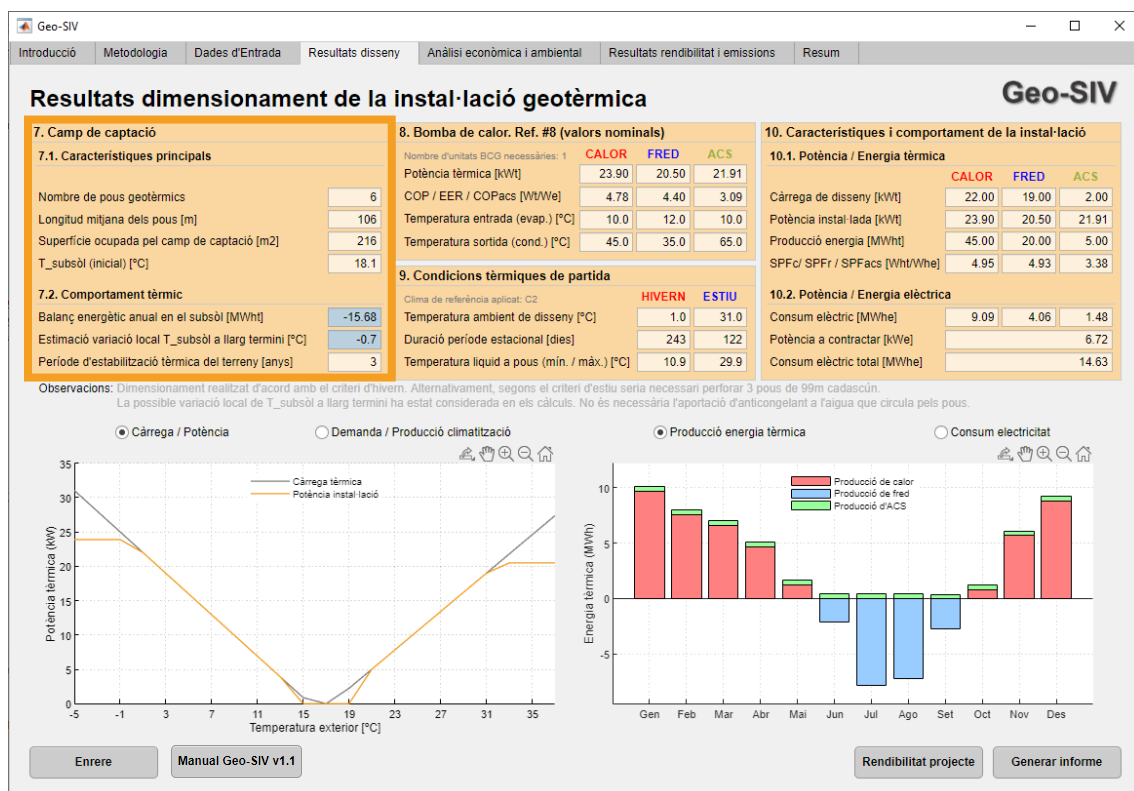 Geo-SIV
Introducció Metodologia Dades d'Entrada Resultats disseny Anàlisi econòmica i ambiental Resultats rendibilitat i emissions Resum
Resultats dimensionament de la instal·lació geotèrmica
Geo-SIV
7. Camp de captació
7.1. Característiques principals
Nombre de pous geotèrmics 6
Longitud mitjana dels pous [m] 106
Superfície ocupada pel camp de captació [m2] 216
T_subsòl (inicial) [ºC] 18.1
7.2. Comportament tèrmic
Balanç energètic anual en el subsòl [MWht] -15.68
Estimació variació local T_subsòl a llarg termini [ºC] -0.7
Període d'estabilització tèrmica del terreny [anys] 3
8. Bomba de calor. Ref. #8 (valors nominals)
Nombre d'unitats BCG necessàries: 1 CALOR FRED ACS
Potència tèrmica [kWt] 23.90 20.50 21.91
COP / EER / COPacs [Wt/We] 4.78 4.40 3.09
Temperatura entrada (evap.) [ºC] 10.0 12.0 10.0
Temperatura sortida (cond.) [ºC] 45.0 35.0 65.0
9. Condicions tèrmiques de partida
Clima de referència aplicat: C2 HIVERN ESTIU
Temperatura ambient de disseny [ºC] 1.0 31.0
Duració període estacional [dies] 243 122
Temperatura liquid a pous (mín. / màx.) [ºC] 10.9 29.9
10. Característiques i comportament de la instal·lació
10.1. Potència / Energia tèrmica
CALOR FRED ACS
Càrrega de disseny [kWt] 22.00 19.00 2.00
Potència instal·lada [kWt] 23.90 20.50 21.91
Producció energia [MWht] 45.00 20.00 5.00
SPFc/ SPFr / SPFacs [Wht/Whe] 4.95 4.93 3.38
10.2. Potència / Energia elèctrica
Consum elèctric [MWhe] 9.09 4.06 1.48
Potència a contractar [kWe] 6.72
Consum elèctric total [MWhe] 14.63
Observacions: Dimensionament realitzat d'acord amb el criteri d'hivern. Alternativament, segons el criteri d'estiu seria necessari perforar 3 pous de 99m cadascún.
La possible variació local de T_subsòl a llarg termini ha estat considerada en els càlculs. No és necessària l'aportació d'anticongelant a l'aigua que circula pels pous.
Càrrega / Potència Demanda / Producció climatització
Producció energia tèrmica Consum electricitat
Càrrega tèrmica
Potència instal·lació
Potència tèrmica (kW)
35
30
25
20
15
10
5
0
-5 -1 3 7 11 15 19 23 27 31 35
Temperatura exterior [ºC]
Producció de calor
Producció de fred
Producció d'ACS
Energia tèrmica (MWh)
10
5
0
-5
Gen Feb Mar Abr Mai Jun Jul Ago Set Oct Nov Des
Enrere Manual Geo-SIV v1.1 Rendibilitat projecte Generar informe